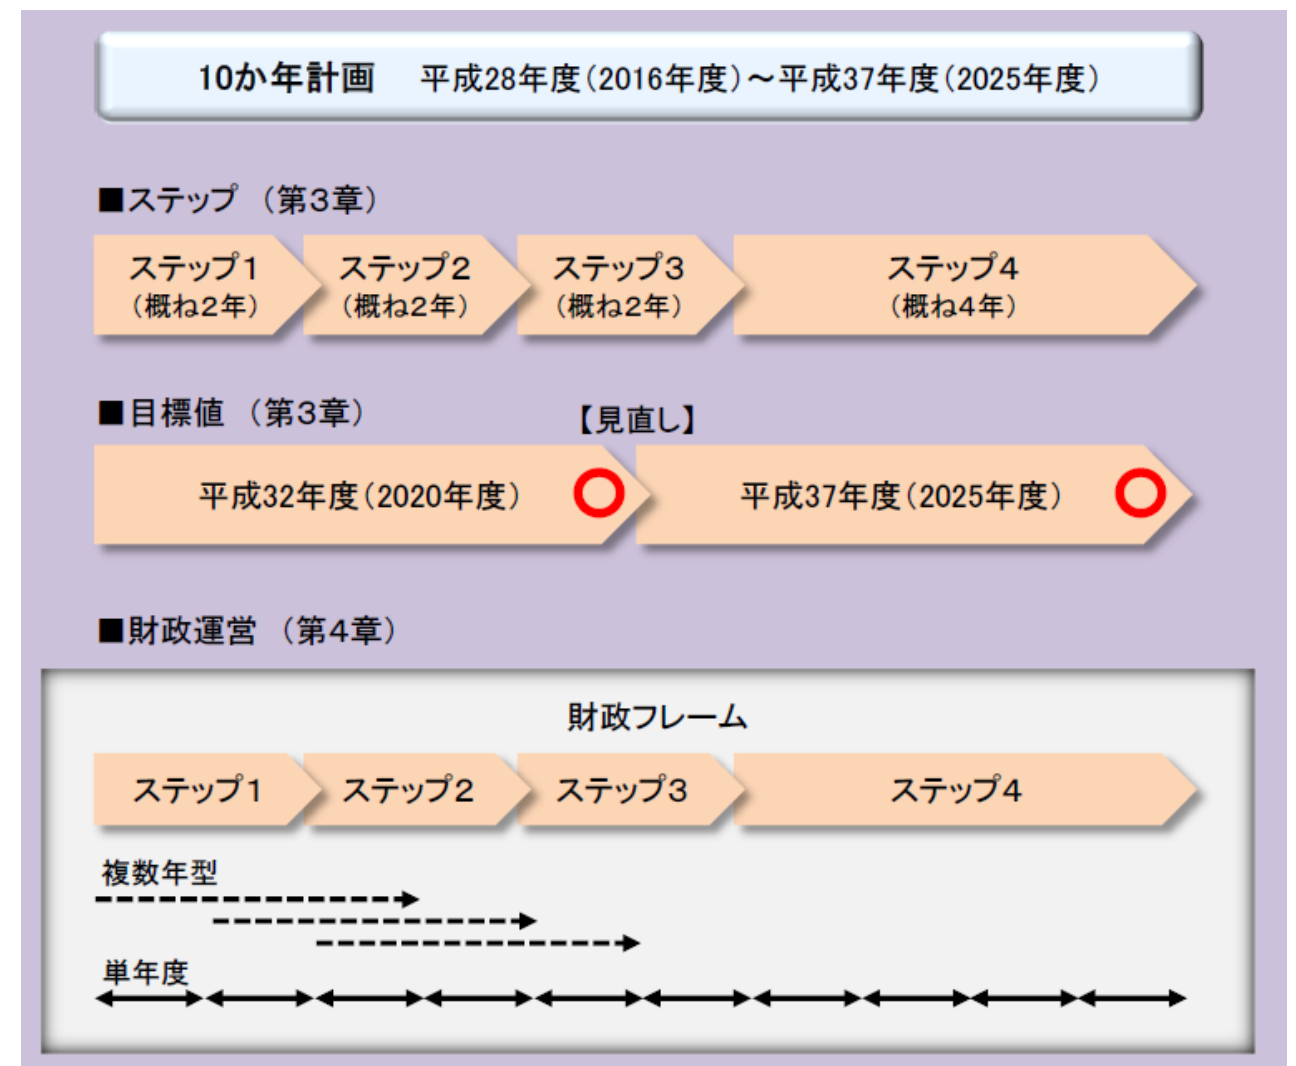 10か年計画　平成28年度（2016年度）～平成37年度（2025年度）
■ステップ （第３章）
ステップ１
（概ね２年）
ステップ２
（概ね２年）
ステップ３
（概ね２年）
ステップ４
（概ね４年）
■目標値 （第３章）
【見直し】
平成32年度（2020年度）
平成37年度（2025年度）
■財政運営 （第４章）
財政フレーム
ステップ１
ステップ２
ステップ３
ステップ４
複数年型
単年度